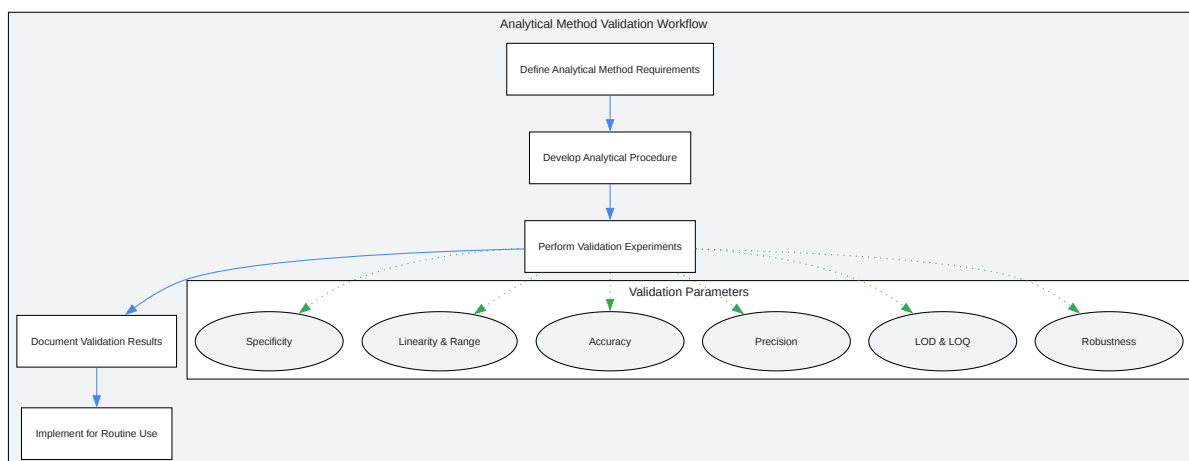 Analytical Method Validation Workflow
Define Analytical Method Requirements
Develop Analytical Procedure
Perform Validation Experiments
Validation Parameters
Document Validation Results
Specificity
Linearity & Range
Accuracy
Precision
LOD & LOQ
Robustness
Implement for Routine Use